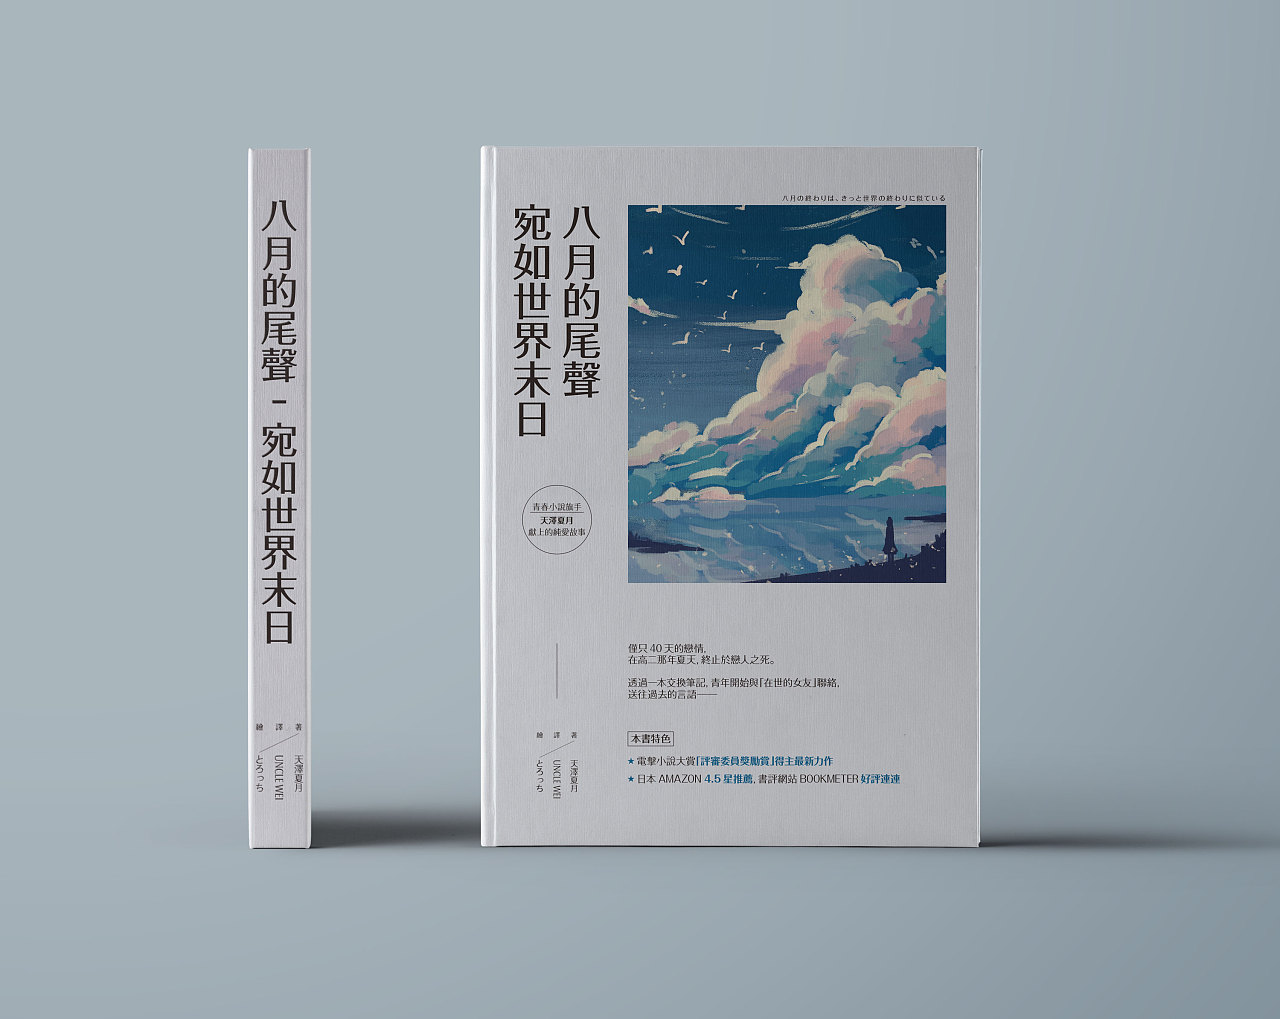 八月的尾聲 - 宛如世界末日
著
天澤夏月
譯
UNCLE WEI
繪
とろっち
八月の終わりは、きっと世界の終わりに似ている
八月的尾聲
宛如世界末日
青春小說旗手
天澤夏月
獻上的純愛故事
僅只 40 天的戀情,
在高二那年夏天, 終止於戀人之死。
透過一本交換筆記, 青年開始與「在世的女友」聯絡,
送往過去的言語——
著
天澤夏月
譯
UNCLE WEI
繪
とろっち
本書特色
★ 電擊小說大賞「評審委員獎勵賞」得主最新力作
★ 日本 AMAZON 4.5 星推薦, 書評網站 BOOKMETER 好評連連